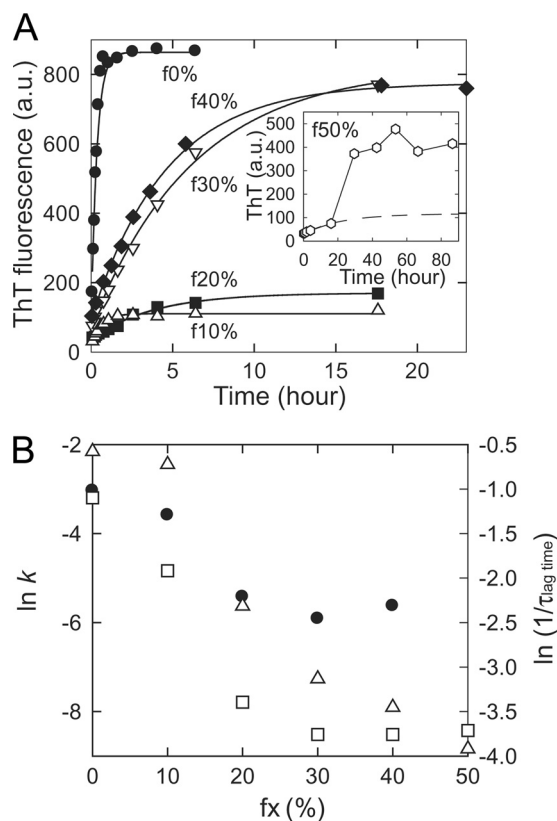 A
ThT fluorescence (a.u.)
800
600
400
200
0
f0%
f40%
f30%
f20%
f10%
f50%
ThT (a.u.)
500
400
300
200
100
0
0 20 40 60 80
Time (hour)
0 5 10 15 20
Time (hour)
B
ln k
-2
-4
-6
-8
ln (1/τlag time)
-0.5
-1.0
-1.5
-2.0
-2.5
-3.0
-3.5
-4.0
0 10 20 30 40 50
fx (%)